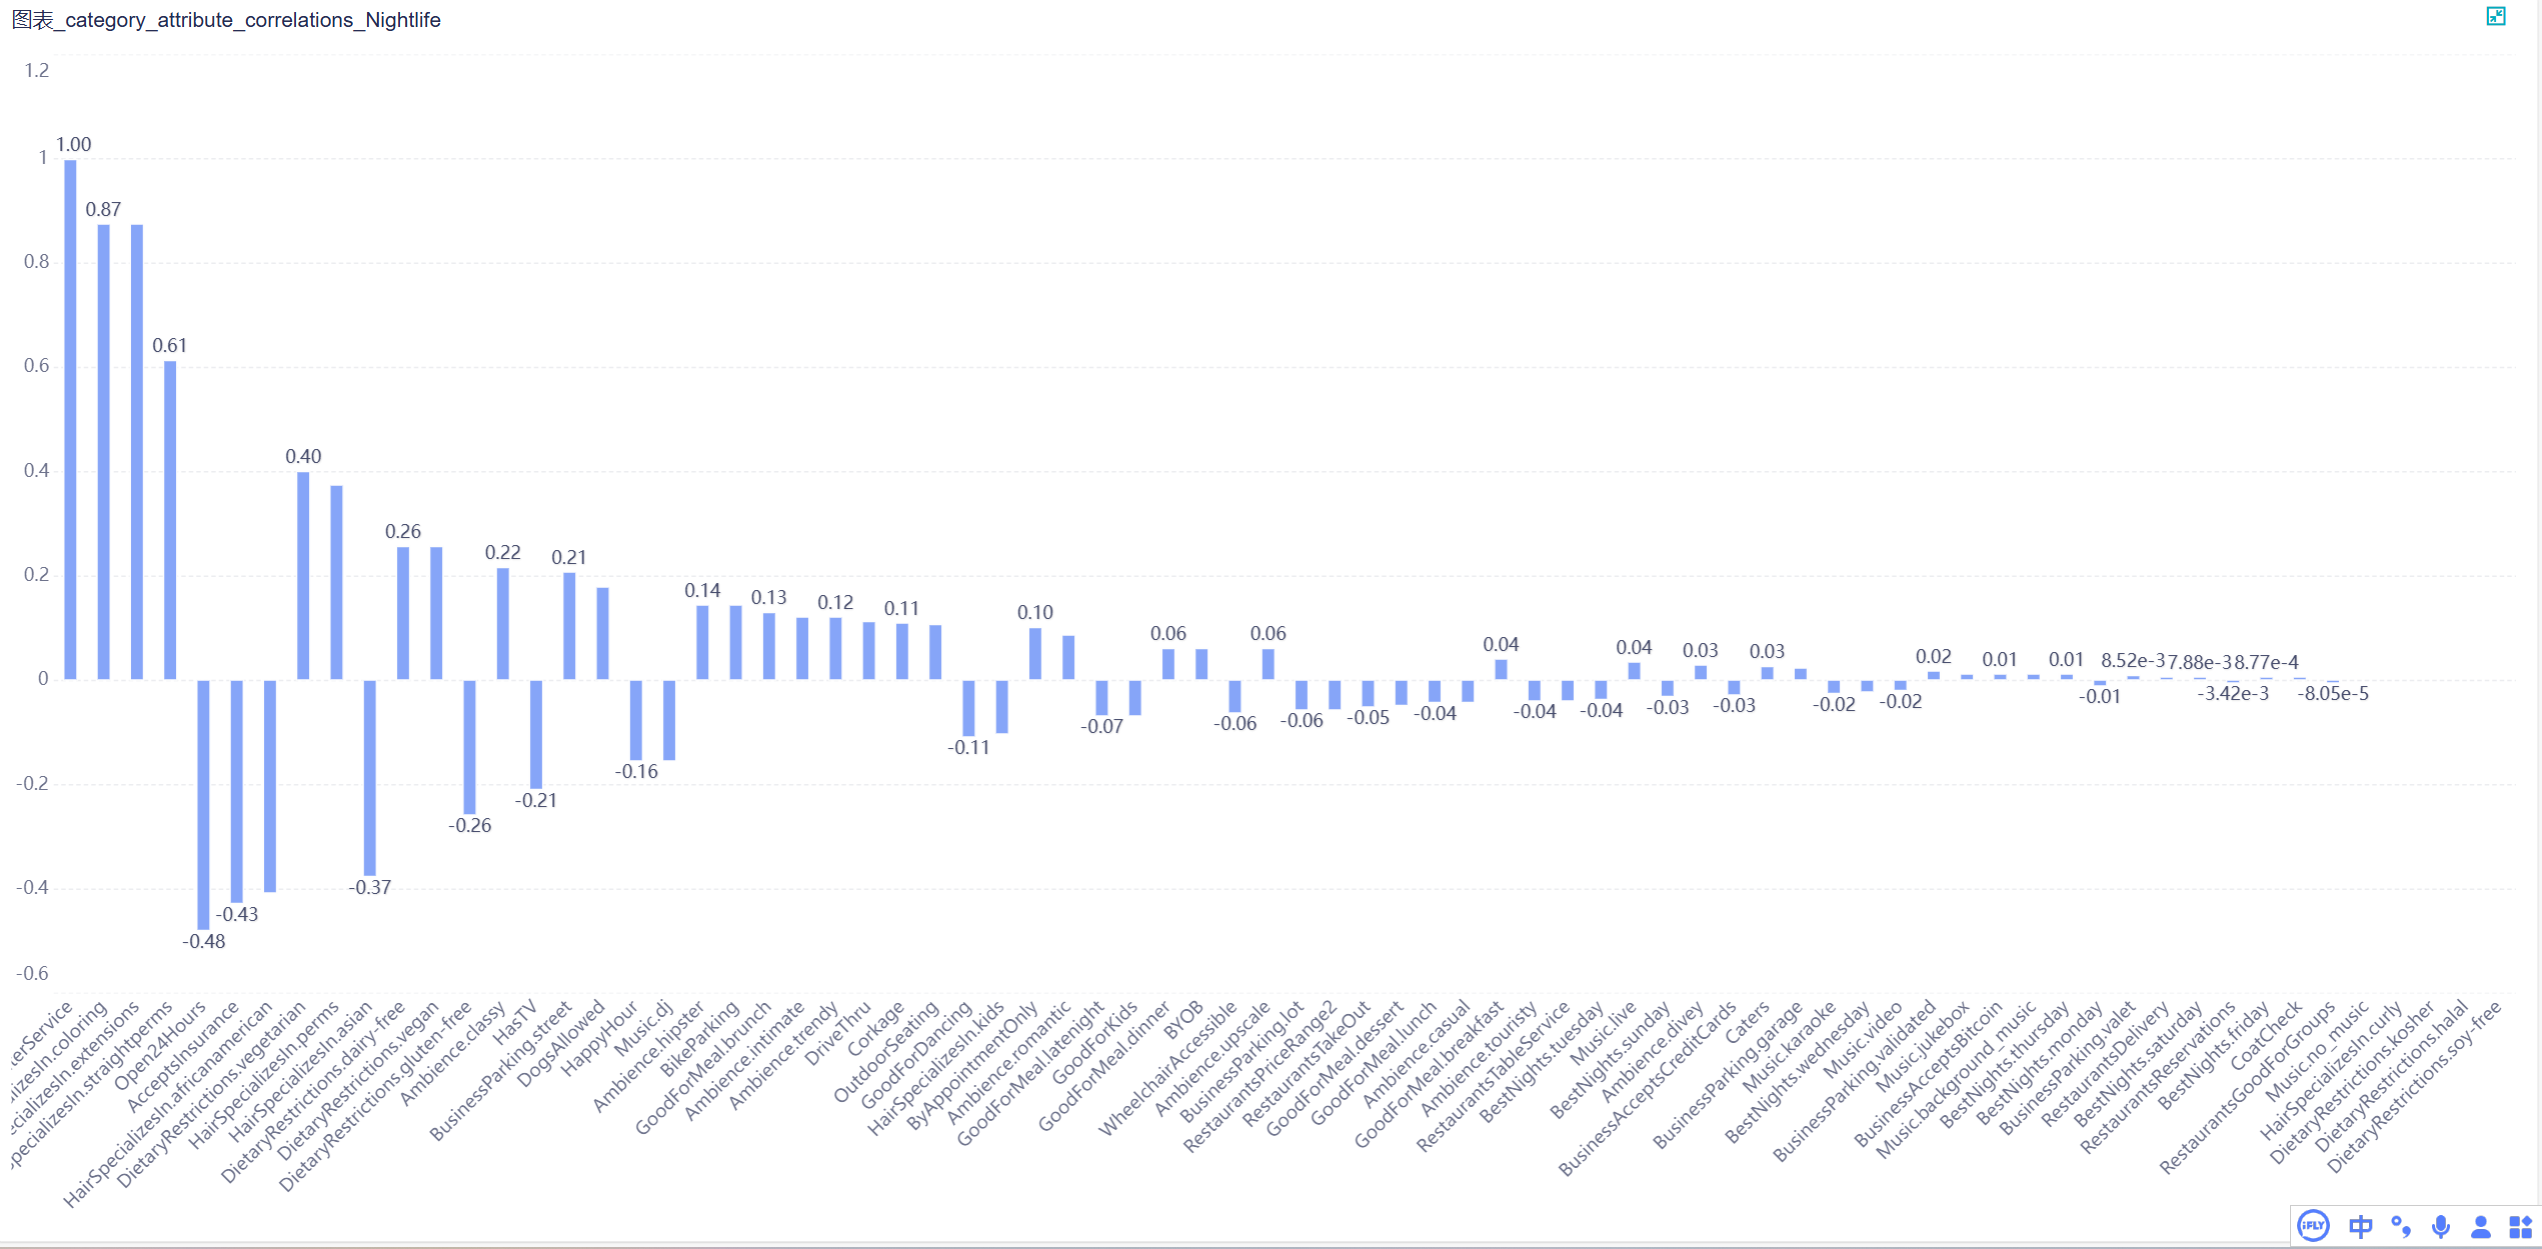 图表_category_attribute_correlations_Nightlife
1.2
1
0.8
0.6
0.4
0.2
0
-0.2
-0.4
-0.6
1.00
0.87
0.61
-0.48
-0.43
0.40
-0.37
0.26
-0.26
0.22
-0.21
0.21
-0.16
0.14
0.13
0.12
0.11
-0.11
0.10
-0.07
0.06
-0.06
0.06
-0.06
-0.05
-0.04
0.04
-0.04
-0.04
0.04
-0.03
0.03
-0.03
0.03
-0.02
-0.02
0.02
0.01
0.01
-0.01
8.52e-3
7.88e-3
-3.42e-3
8.77e-4
-8.05e-5
erService
lizesIn.coloring
ecializesIn.extensions
pecializesIn.straightperms
Open24Hours
AcceptsInsurance
HairSpecializesIn.africanamerican
DietaryRestrictions.vegetarian
HairSpecializesIn.perms
HairSpecializesIn.asian
DietaryRestrictions.dairy-free
DietaryRestrictions.vegan
DietaryRestrictions.gluten-free
Ambience.classy
HasTV
BusinessParking.street
DogsAllowed
HappyHour
Music.dj
Ambience.hipster
BikeParking
GoodForMeal.brunch
Ambience.intimate
Ambience.trendy
DriveThru
Corkage
OutdoorSeating
GoodForDancing
HairSpecializesIn.kids
ByAppointmentOnly
Ambience.romantic
GoodForMeal.latenight
GoodForKids
GoodForMeal.dinner
BYOB
WheelchairAccessible
Ambience.upscale
BusinessParking.lot
RestaurantsPriceRange2
RestaurantsTakeOut
GoodForMeal.dessert
GoodForMeal.lunch
Ambience.casual
GoodForMeal.breakfast
Ambience.touristy
RestaurantsTableService
BestNights.tuesday
Music.live
BestNights.sunday
Ambience.divey
BusinessAcceptsCreditCards
Caters
BusinessParking.garage
Music.karaoke
BestNights.wednesday
Music.video
BusinessParking.validated
Music.jukebox
BusinessAcceptsBitcoin
Music.background_music
BestNights.thursday
BestNights.monday
BusinessParking.valet
RestaurantsDelivery
BestNights.saturday
RestaurantsReservations
BestNights.friday
CoatCheck
RestaurantsGoodForGroups
Music.no_music
HairSpecializesIn.curly
DietaryRestrictions.kosher
DietaryRestrictions.halal
DietaryRestrictions.soy-free
iFLY 中